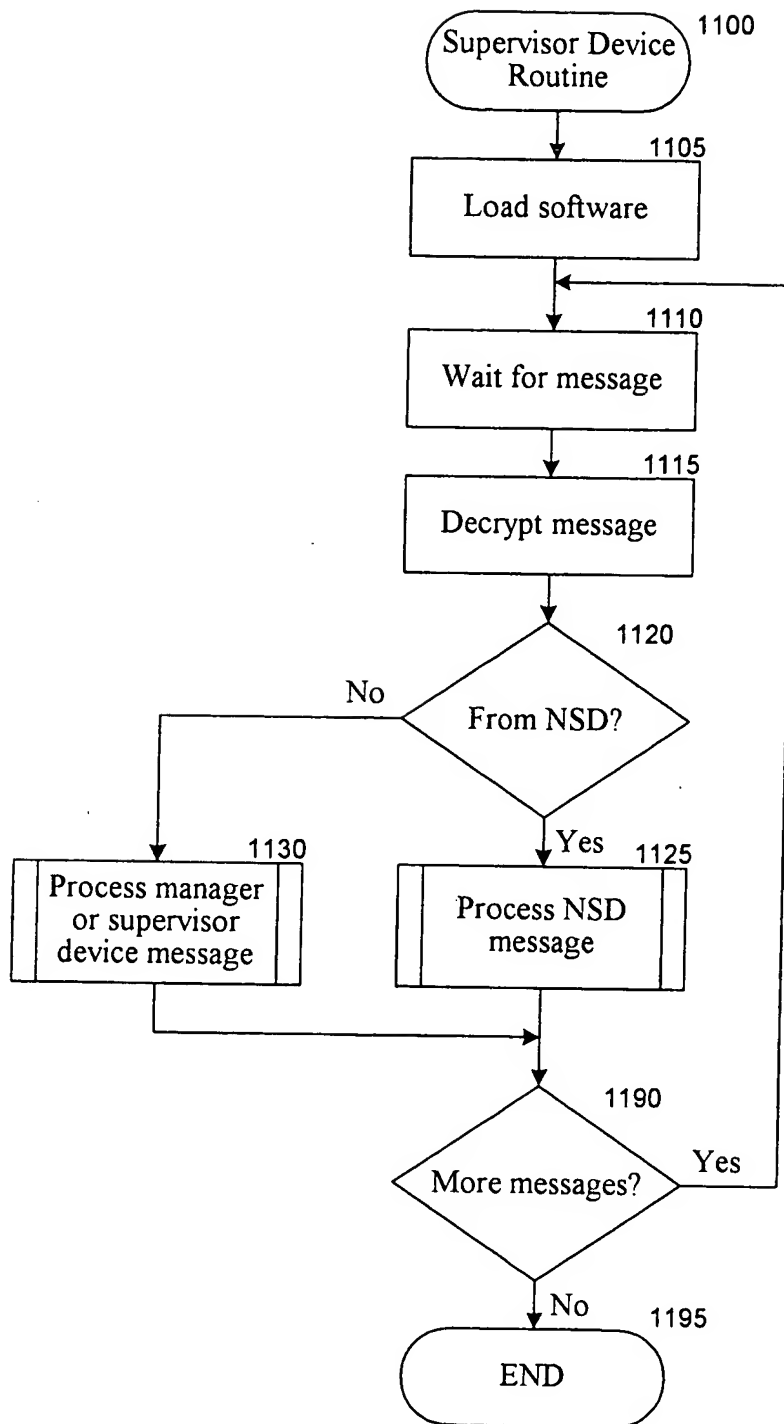 1100
Supervisor Device
Routine
1105
Load software
1110
Wait for message
1115
Decrypt message
1120
From NSD?
No
Yes
1130
Process manager
or supervisor
device message
1125
Process NSD
message
1190
More messages?
Yes
No
1195
END